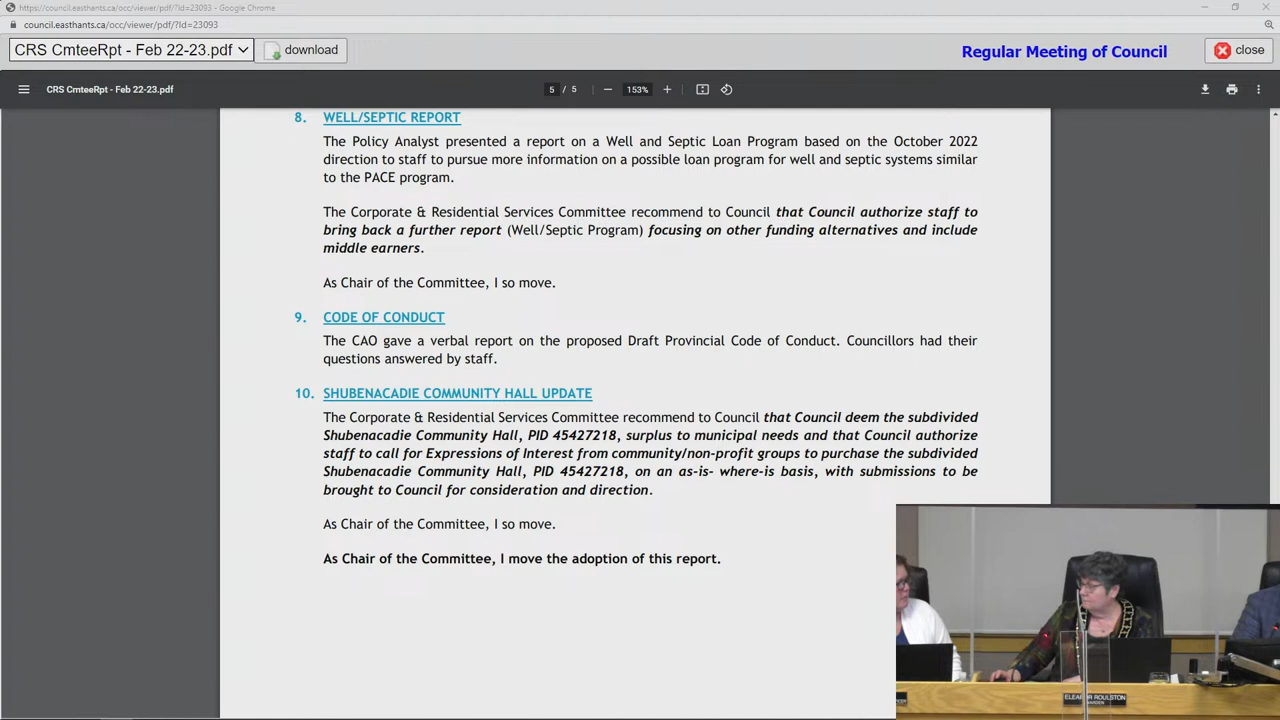 https://council.easthants.ca/occ/viewer/pdf/?Id=23093 - Google Chrome
council.easthants.ca/occ/viewer/pdf/?Id=23093
CRS CmteeRpt - Feb 22-23.pdf download Regular Meeting of Council close
CRS CmteeRpt - Feb 22-23.pdf 5 / 5 153%
8. WELL/SEPTIC REPORT
The Policy Analyst presented a report on a Well and Septic Loan Program based on the October 2022
direction to staff to pursue more information on a possible loan program for well and septic systems similar
to the PACE program.
The Corporate & Residential Services Committee recommend to Council that Council authorize staff to
bring back a further report (Well/Septic Program) focusing on other funding alternatives and include
middle earners.
As Chair of the Committee, I so move.
9. CODE OF CONDUCT
The CAO gave a verbal report on the proposed Draft Provincial Code of Conduct. Councillors had their
questions answered by staff.
10. SHUBENACADIE COMMUNITY HALL UPDATE
The Corporate & Residential Services Committee recommend to Council that Council deem the subdivided
Shubenacadie Community Hall, PID 45427218, surplus to municipal needs and that Council authorize
staff to call for Expressions of Interest from community/non-profit groups to purchase the subdivided
Shubenacadie Community Hall, PID 45427218, on an as-is- where-is basis, with submissions to be
brought to Council for consideration and direction.
As Chair of the Committee, I so move.
As Chair of the Committee, I move the adoption of this report.
ELEANOR ROULSTON
WARDEN